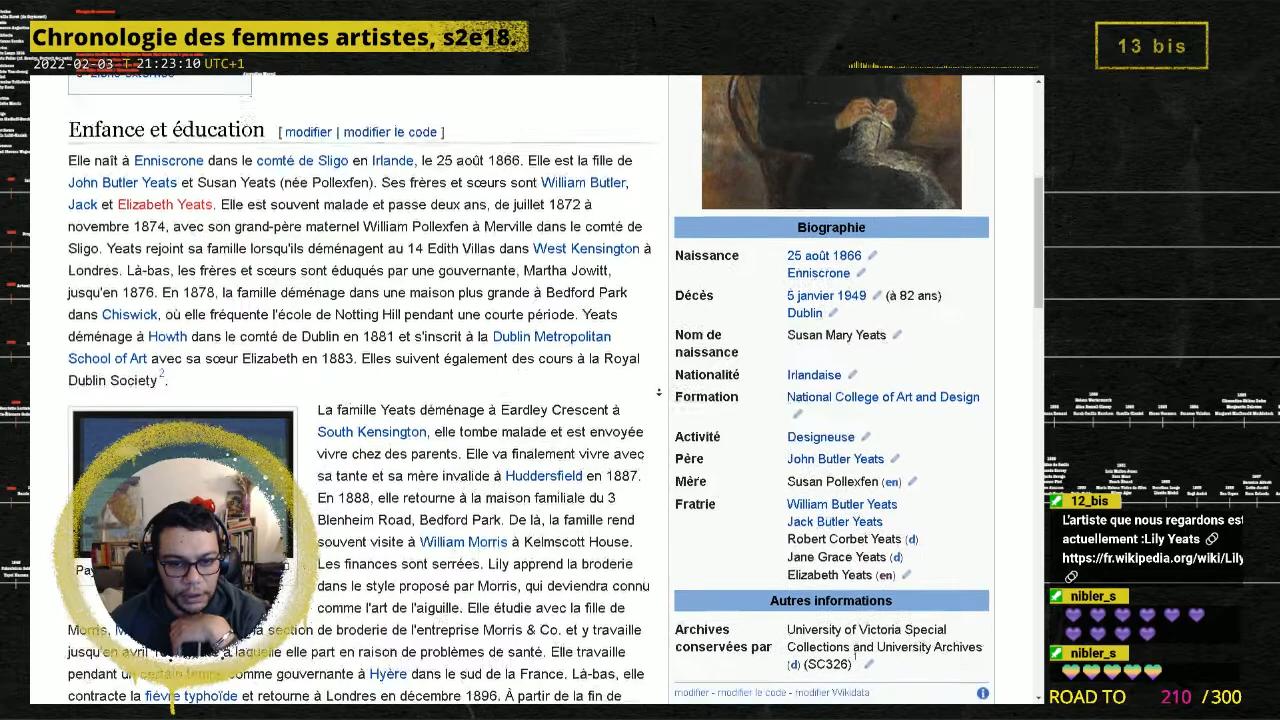 Chronologie des femmes artistes, s2e18.
2022-02-03 T 21:23:10 UTC+1
13 bis
Enfance et éducation [ modifier | modifier le code ]
Elle naît à Enniscrone dans le comté de Sligo en Irlande, le 25 août 1866. Elle est la fille de
John Butler Yeats et Susan Yeats (née Pollexfen). Ses frères et sœurs sont William Butler,
Jack et Elizabeth Yeats. Elle est souvent malade et passe deux ans, de juillet 1872 à
novembre 1874, avec son grand-père maternel William Pollexfen à Merville dans le comté de
Sligo. Yeats rejoint sa famille lorsqu'ils déménagent au 14 Edith Villas dans West Kensington à
Londres. Là-bas, les frères et sœurs sont éduqués par une gouvernante, Martha Jowitt,
jusqu'en 1876. En 1878, la famille déménage dans une maison plus grande à Bedford Park
dans Chiswick, où elle fréquente l'école de Notting Hill pendant une courte période. Yeats
déménage à Howth dans le comté de Dublin en 1881 et s'inscrit à la Dublin Metropolitan
School of Art avec sa sœur Elizabeth en 1883. Elles suivent également des cours à la Royal
Dublin Society 2.
La famille Yeats déménage à Eardley Crescent à
South Kensington, elle tombe malade et est envoyée
vivre chez des parents. Elle va finalement vivre avec
sa tante et sa mère invalide à Huddersfield en 1887.
En 1888, elle retourne à la maison familiale du 3
Blenheim Road, Bedford Park. De là, la famille rend
souvent visite à William Morris à Kelmscott House.
Les finances sont serrées. Lily apprend la broderie
dans le style proposé par Morris, qui deviendra connu
comme l'art de l'aiguille. Elle étudie avec la fille de
Morris, la section de broderie de l'entreprise Morris & Co. et y travaille
jusqu'en avril à laquelle elle part en raison de problèmes de santé. Elle travaille
pendant un certain temps comme gouvernante à Hyère dans le sud de la France. Là-bas, elle
contracte la fièvre typhoïde et retourne à Londres en décembre 1896. À partir de la fin de
Biographie
Naissance 25 août 1866
Enniscrone
Décès 5 janvier 1949 (à 82 ans)
Dublin
Nom de naissance Susan Mary Yeats
Nationalité Irlandaise
Formation National College of Art and Design
Activité Designeuse
Père John Butler Yeats
Mère Susan Pollexfen (en)
Fratrie William Butler Yeats
Jack Butler Yeats
Robert Corbet Yeats (d)
Jane Grace Yeats (d)
Elizabeth Yeats (en)
Autres informations
Archives University of Victoria Special
conservées par Collections and University Archives
(d) (SC326)
modifier - modifier le code - modifier Wikidata
12_bis
L'artiste que nous regardons est
actuellement :Lily Yeats
https://fr.wikipedia.org/wiki/Lily
nibler_s
nibler_s
ROAD TO 210 / 300